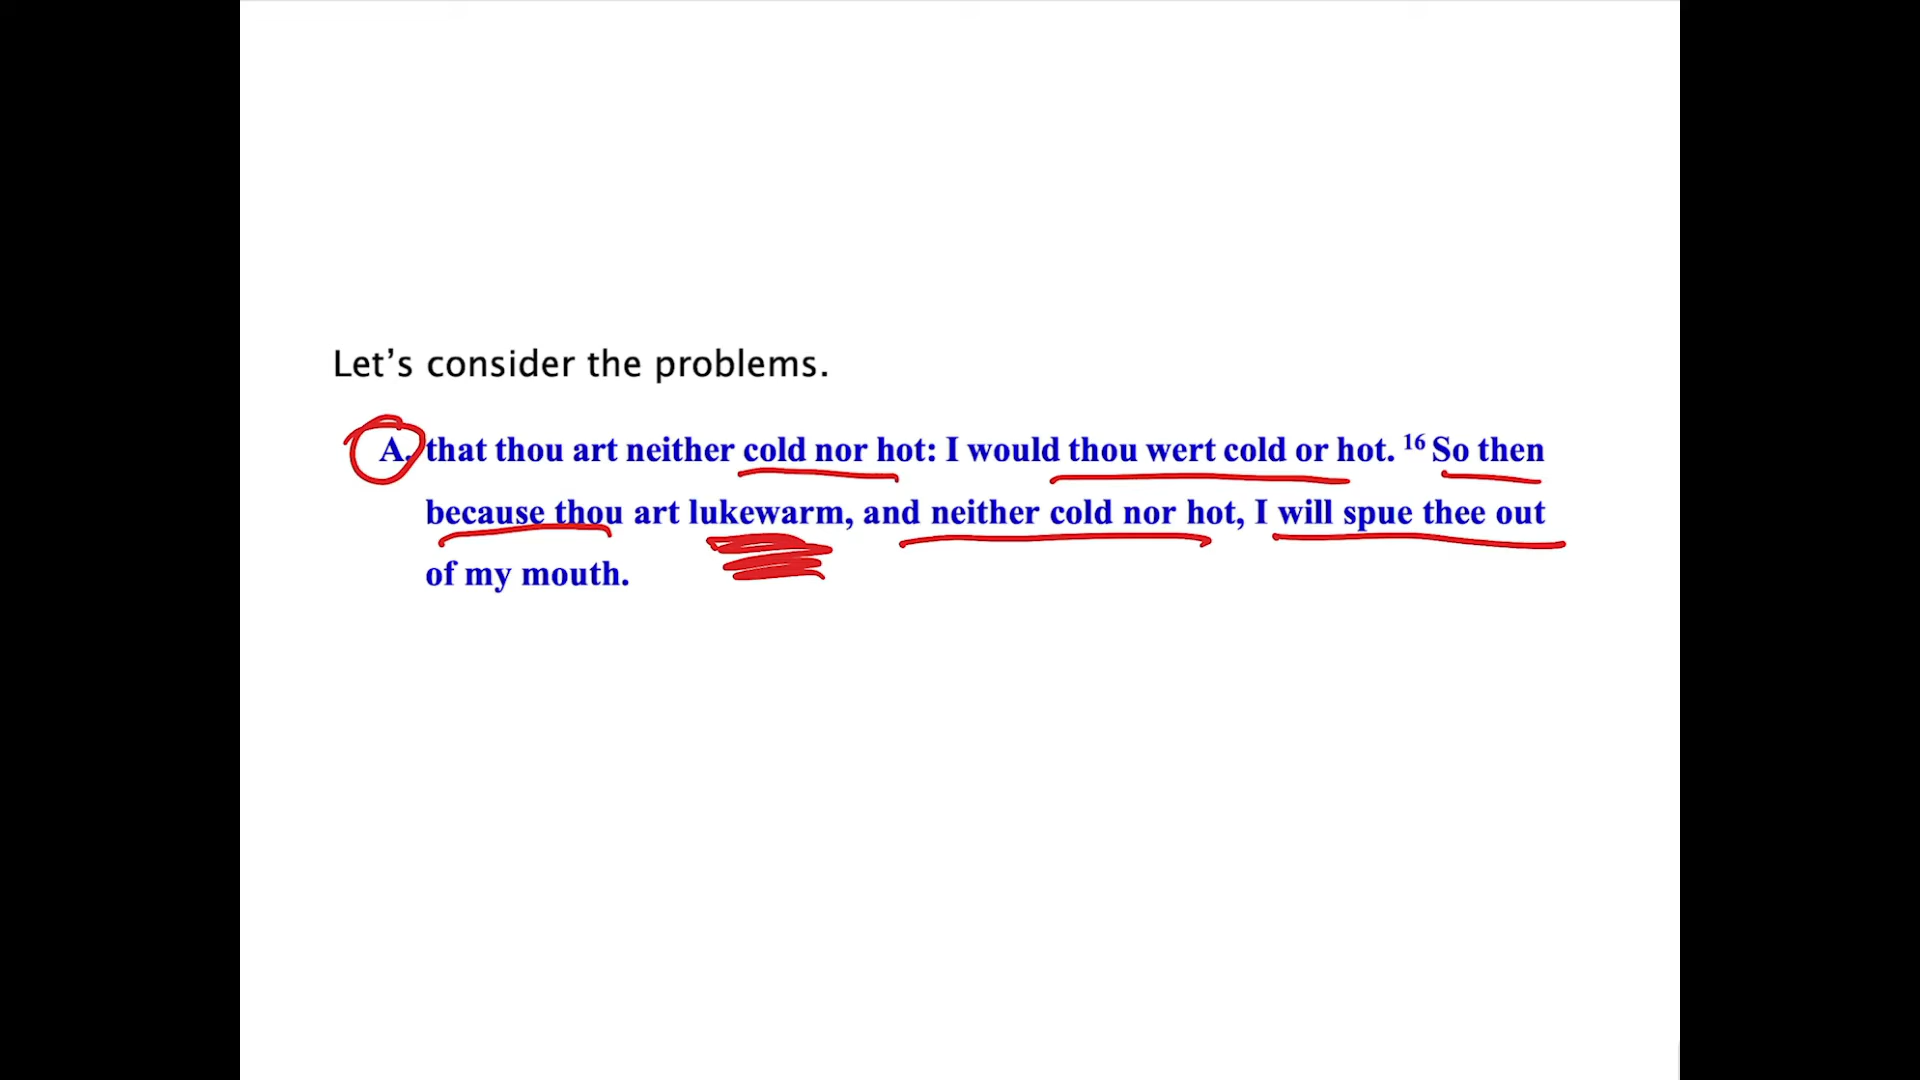 Let’s consider the problems.
A. that thou art neither cold nor hot: I would thou wert cold or hot. 16 So then
because thou art lukewarm, and neither cold nor hot, I will spue thee out
of my mouth.